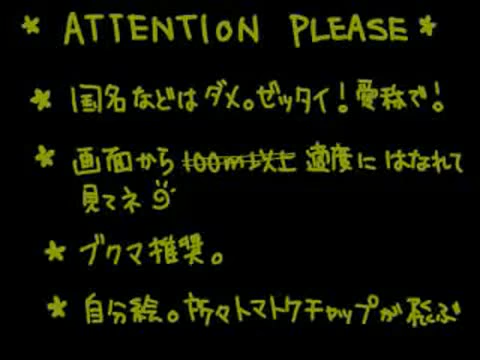 * ATTENTION PLEASE *
* 国名などはダメ。ゼッタイ!愛称で!
* 画面から 100m以上 適度に はなれて
見てネ
* ブクマ推奨。
* 自分絵。所々トマトケチャップが飛ぶ